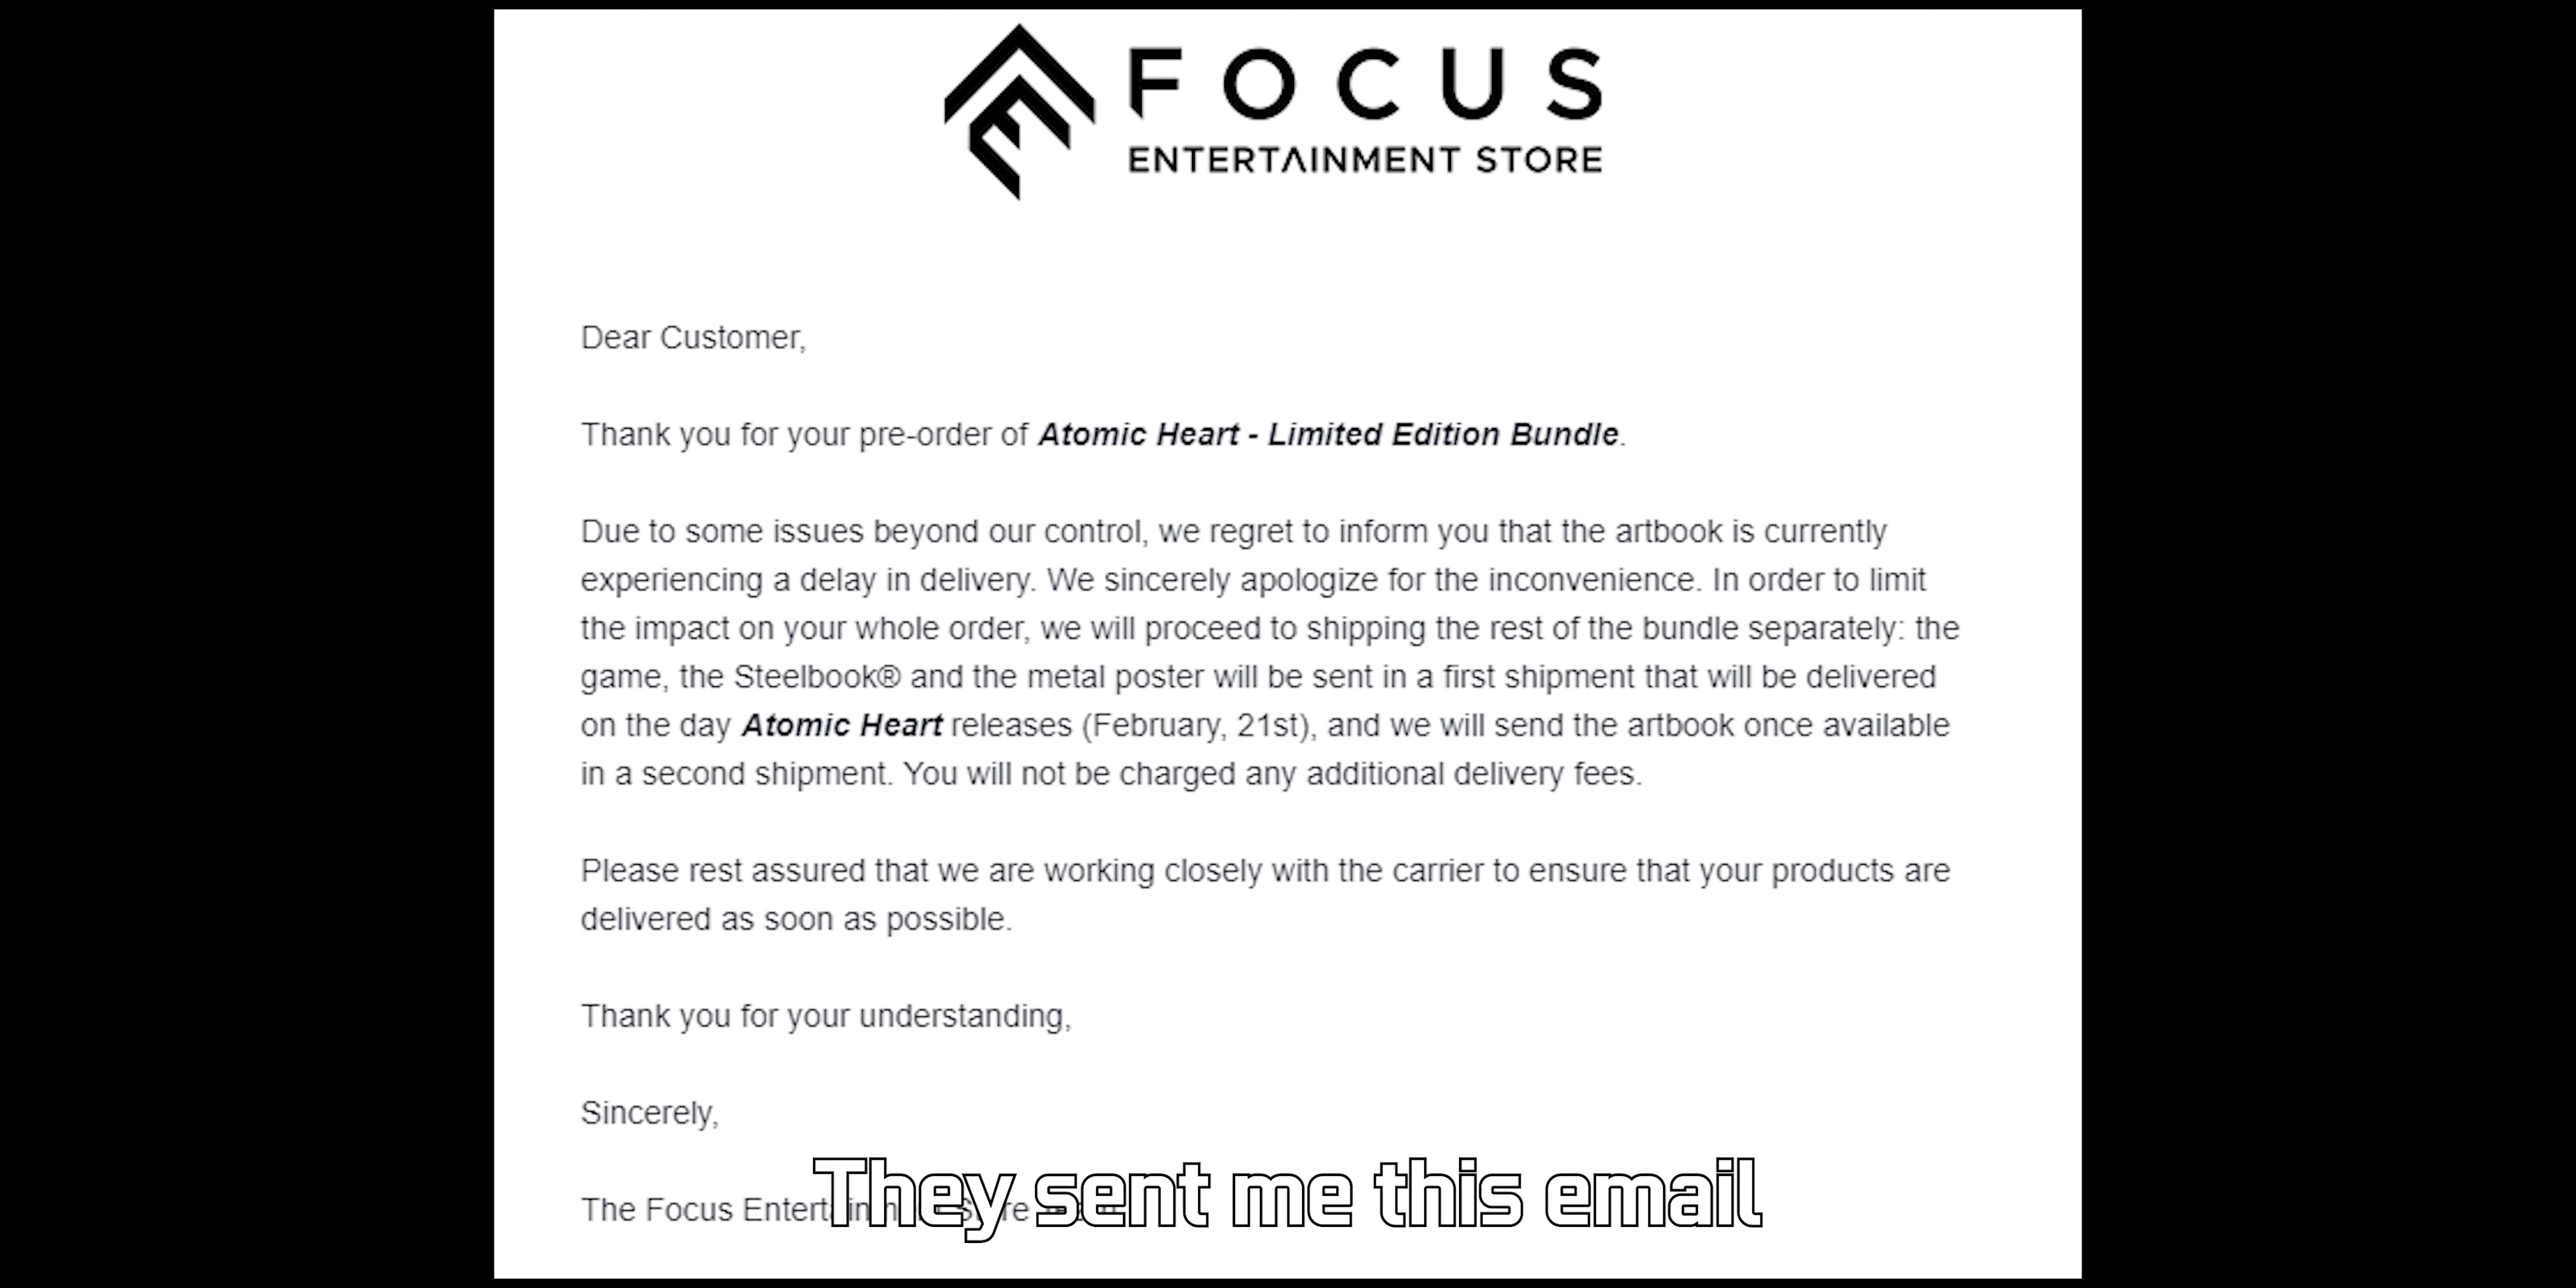 FOCUS
ENTERTAINMENT STORE
Dear Customer,
Thank you for your pre-order of Atomic Heart - Limited Edition Bundle.
Due to some issues beyond our control, we regret to inform you that the artbook is currently
experiencing a delay in delivery. We sincerely apologize for the inconvenience. In order to limit
the impact on your whole order, we will proceed to shipping the rest of the bundle separately: the
game, the Steelbook® and the metal poster will be sent in a first shipment that will be delivered
on the day Atomic Heart releases (February, 21st), and we will send the artbook once available
in a second shipment. You will not be charged any additional delivery fees.
Please rest assured that we are working closely with the carrier to ensure that your products are
delivered as soon as possible.
Thank you for your understanding,
Sincerely,
The Focus Entertainment Store
They sent me this email